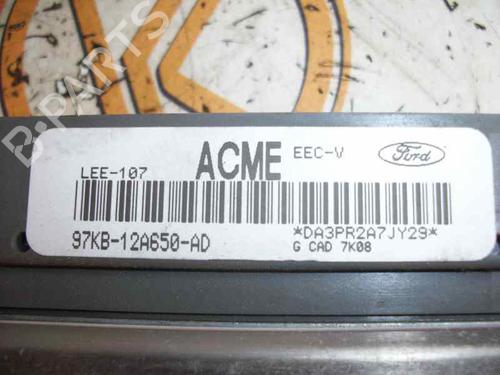 B-PARTS
LEE-107 ACME EEC-V Ford
97KB-12A650-AD *DA3PR2A7JY29*
G CAD 7K08